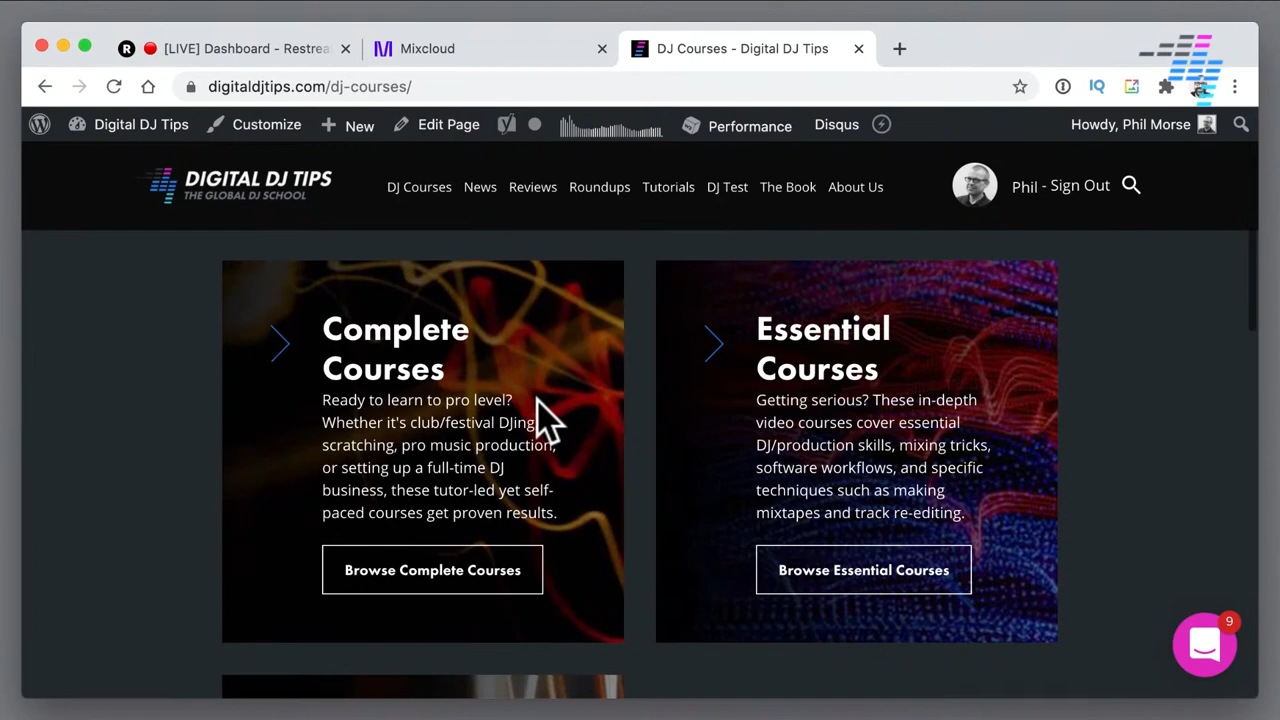 [LIVE] Dashboard - Restrea
Mixcloud
DJ Courses - Digital DJ Tips
digitaldjtips.com/dj-courses/
IQ
Digital DJ Tips
Customize
New
Edit Page
Performance
Disqus
Howdy, Phil Morse
DIGITAL DJ TIPS
THE GLOBAL DJ SCHOOL
DJ Courses
News
Reviews
Roundups
Tutorials
DJ Test
The Book
About Us
Phil - Sign Out
Complete
Courses
Ready to learn to pro level?
Whether it's club/festival DJing,
scratching, pro music production,
or setting up a full-time DJ
business, these tutor-led yet self-
paced courses get proven results.
Browse Complete Courses
Essential
Courses
Getting serious? These in-depth
video courses cover essential
DJ/production skills, mixing tricks,
software workflows, and specific
techniques such as making
mixtapes and track re-editing.
Browse Essential Courses
9